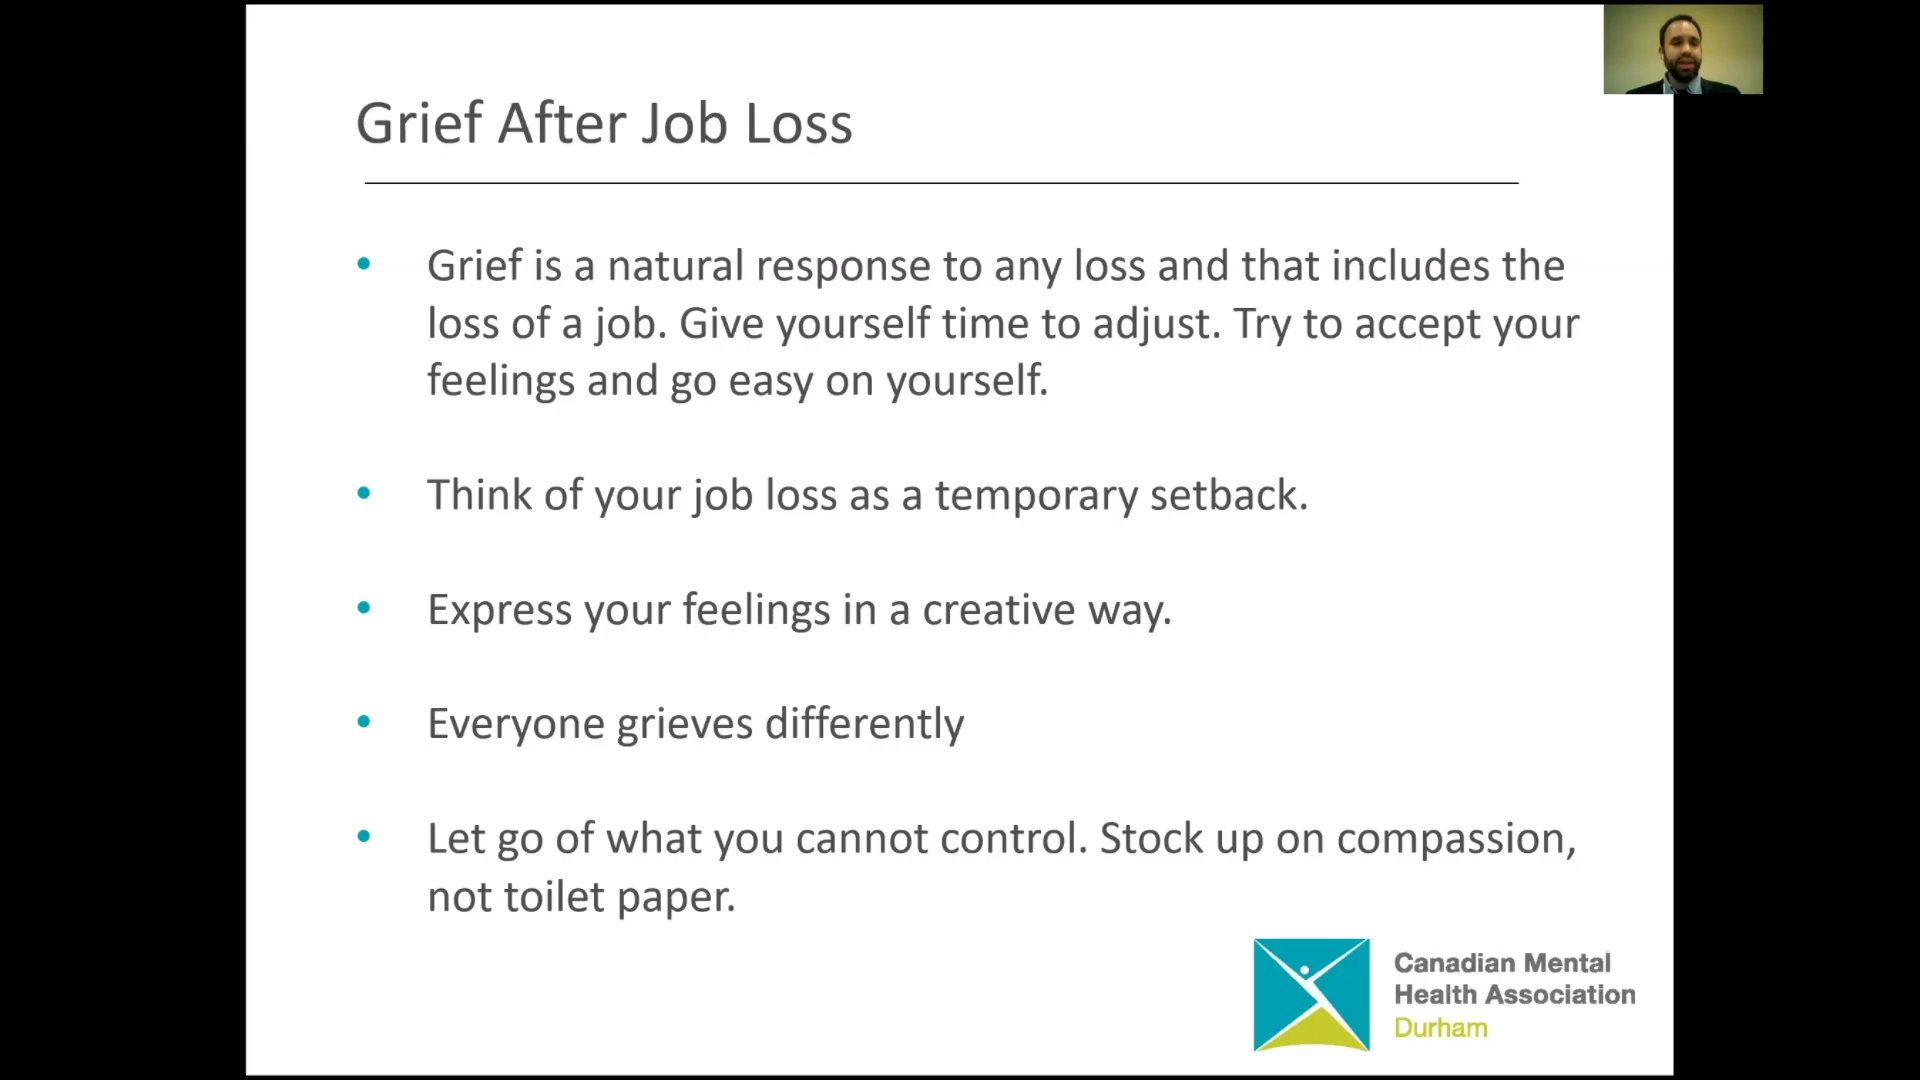 Grief After Job Loss
• Grief is a natural response to any loss and that includes the
loss of a job. Give yourself time to adjust. Try to accept your
feelings and go easy on yourself.
• Think of your job loss as a temporary setback.
• Express your feelings in a creative way.
• Everyone grieves differently
• Let go of what you cannot control. Stock up on compassion,
not toilet paper.
Canadian Mental
Health Association
Durham